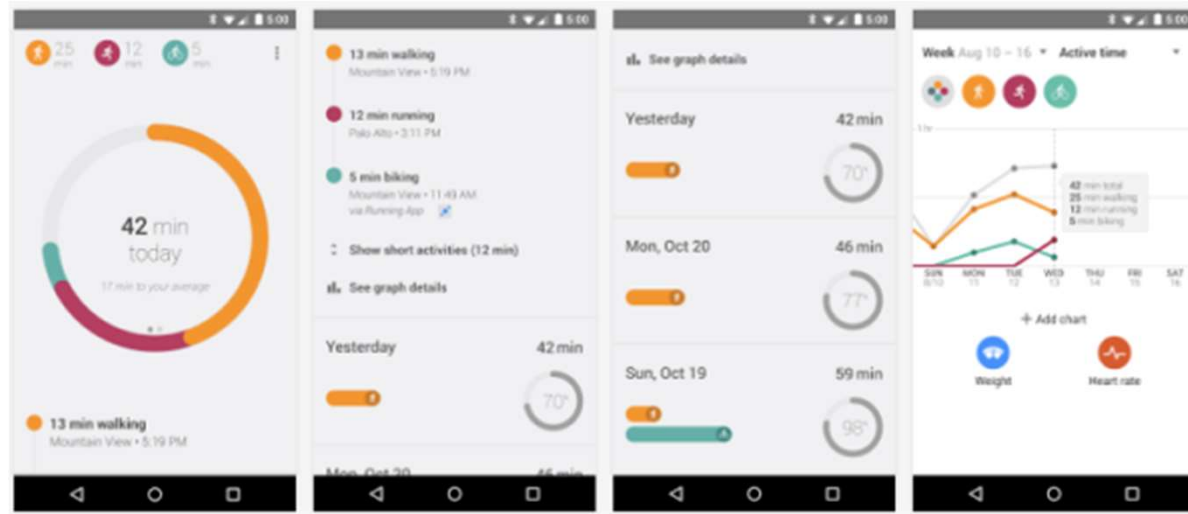 5:00
25 min
12 min
5 min
42 min
today
17 min to your average
13 min walking
Mountain View • 5:19 PM
5:00
13 min walking
Mountain View • 5:19 PM
12 min running
Palo Alto • 3:11 PM
5 min biking
Mountain View • 11:49 AM
via Running App
Show short activities (12 min)
See graph details
Yesterday
42 min
70%
Mon, Oct 20
46 min
5:00
See graph details
Yesterday
42 min
70%
Mon, Oct 20
46 min
77%
Sun, Oct 19
59 min
98%
5:00
Week Aug 10 – 16
Active time
1 hr
42 min total
25 min walking
12 min running
5 min biking
SUN MON TUE WED THU FRI SAT
8/10 11 12 13 14 15 16
+ Add chart
Weight
Heart rate